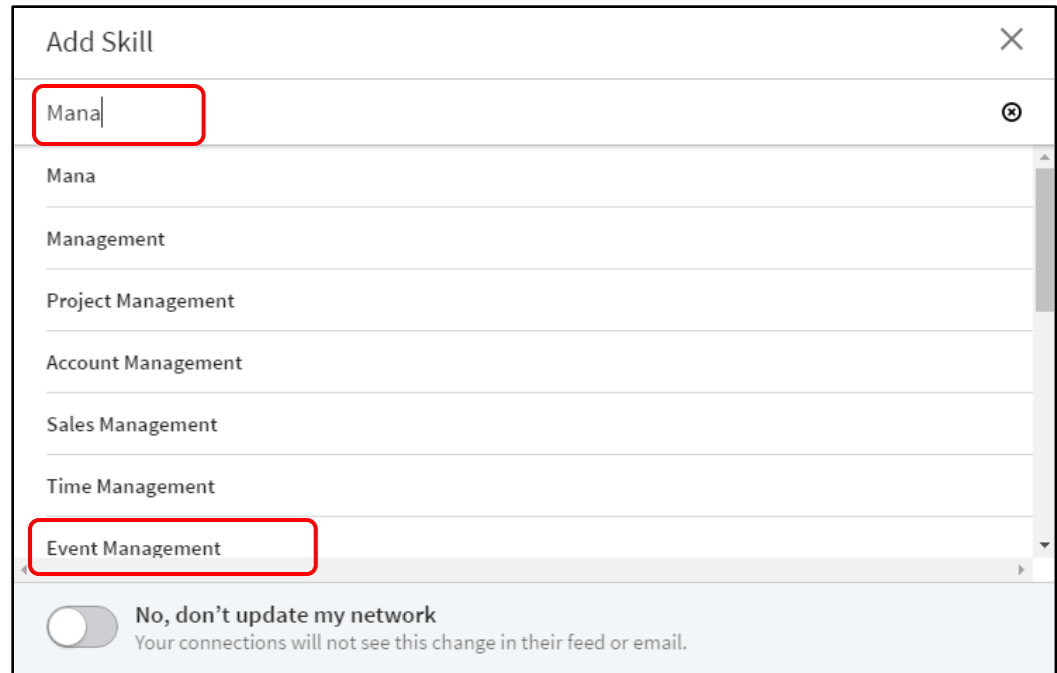 Add Skill
Mana
Mana
Management
Project Management
Account Management
Sales Management
Time Management
Event Management
No, don’t update my network
Your connections will not see this change in their feed or email.